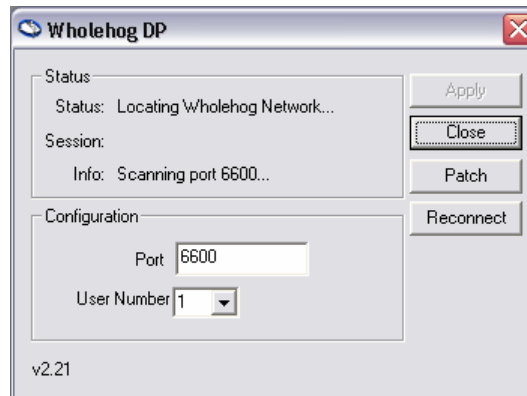 Wholehog DP
Status
Status: Locating Wholehog Network...
Session:
Info: Scanning port 6600...
Apply
Close
Patch
Reconnect
Configuration
Port 6600
User Number 1
v2.21